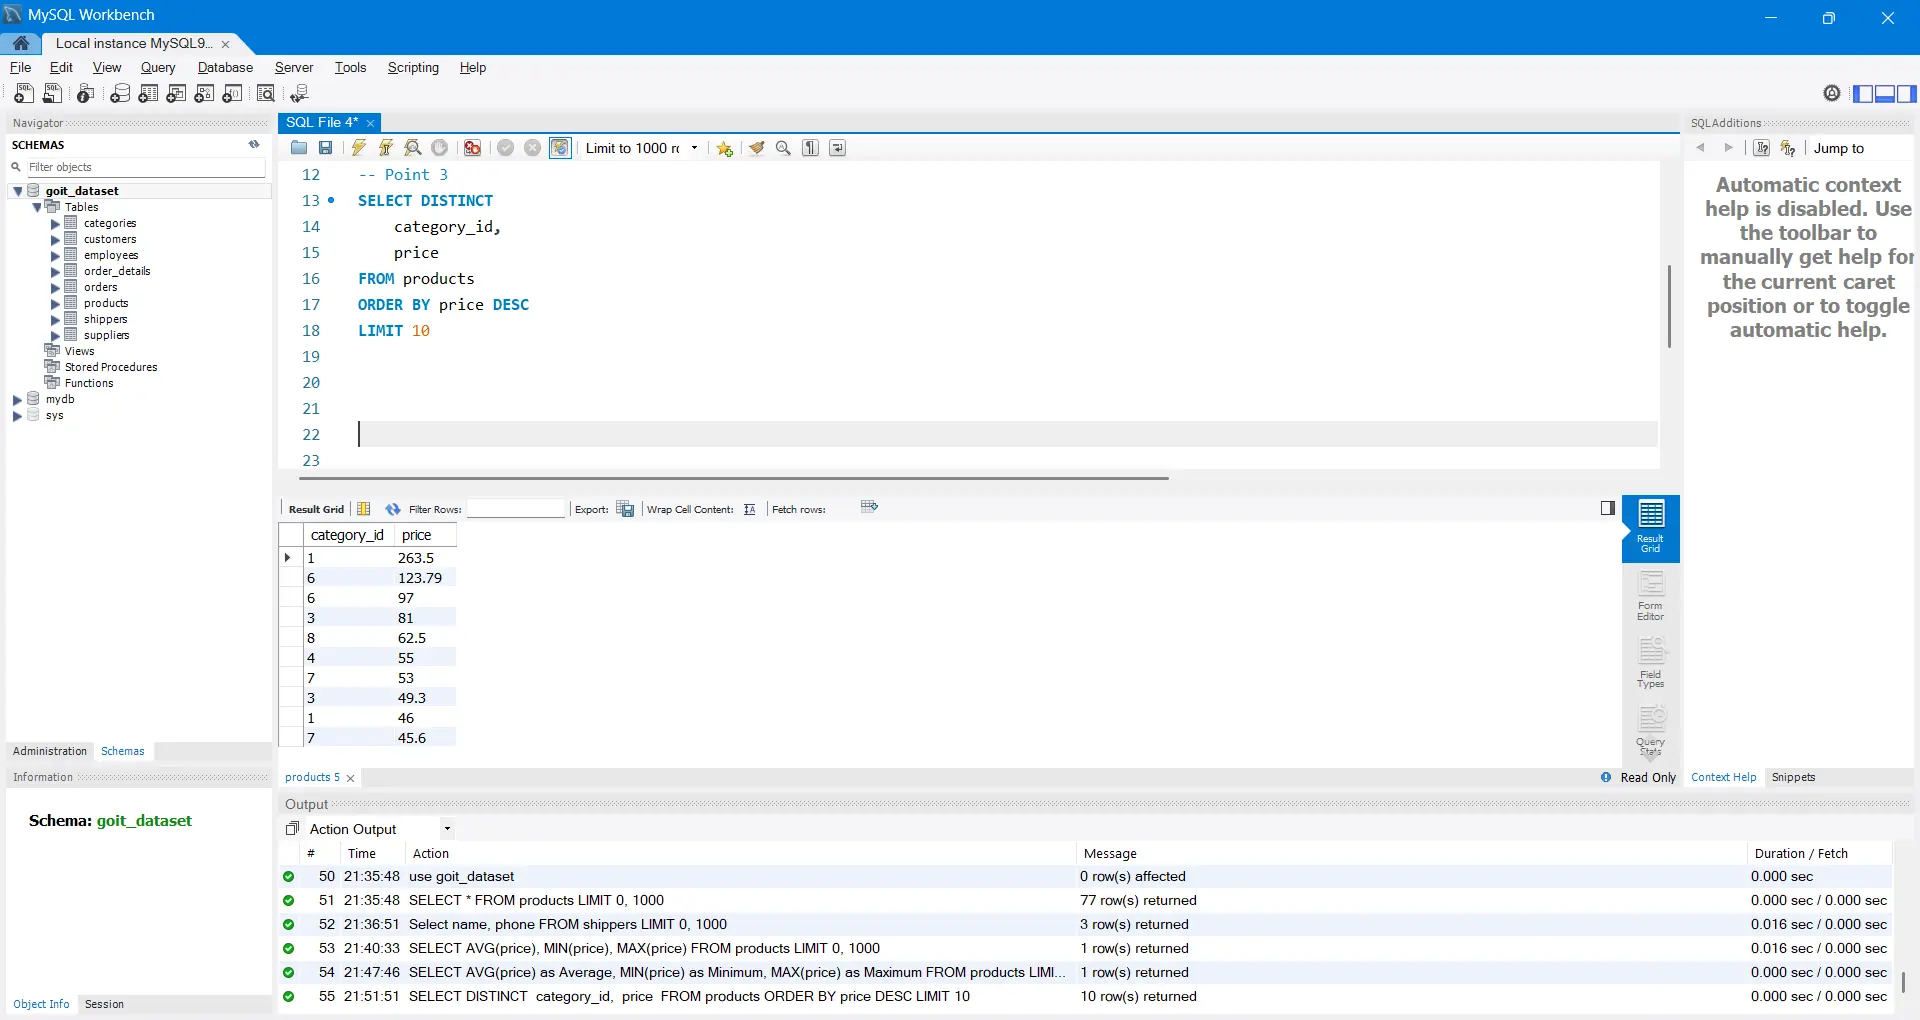 MySQL Workbench
Local instance MySQL9...
File Edit View Query Database Server Tools Scripting Help
Navigator
SCHEMAS
Filter objects
goit_dataset
Tables
categories
customers
employees
order_details
orders
products
shippers
suppliers
Views
Stored Procedures
Functions
mydb
sys
Administration Schemas
Information
Schema: goit_dataset
Object Info Session
SQL File 4*
Limit to 1000 rc
12 -- Point 3
13 SELECT DISTINCT
14 category_id,
15 price
16 FROM products
17 ORDER BY price DESC
18 LIMIT 10
19
20
21
22
23
Result Grid Filter Rows: Export: Wrap Cell Content: Fetch rows:
category_id price
1 263.5
6 123.79
6 97
3 81
8 62.5
4 55
7 53
3 49.3
1 46
7 45.6
Result Grid
Form Editor
Field Types
Query Stats
products 5
Read Only
SQLAdditions
Jump to
Automatic context
help is disabled. Use
the toolbar to
manually get help for
the current caret
position or to toggle
automatic help.
Context Help Snippets
Output
Action Output
# Time Action Message Duration / Fetch
50 21:35:48 use goit_dataset 0 row(s) affected 0.000 sec
51 21:35:48 SELECT * FROM products LIMIT 0, 1000 77 row(s) returned 0.000 sec / 0.000 sec
52 21:36:51 Select name, phone FROM shippers LIMIT 0, 1000 3 row(s) returned 0.016 sec / 0.000 sec
53 21:40:33 SELECT AVG(price), MIN(price), MAX(price) FROM products LIMIT 0, 1000 1 row(s) returned 0.016 sec / 0.000 sec
54 21:47:46 SELECT AVG(price) as Average, MIN(price) as Minimum, MAX(price) as Maximum FROM products LIMI... 1 row(s) returned 0.000 sec / 0.000 sec
55 21:51:51 SELECT DISTINCT category_id, price FROM products ORDER BY price DESC LIMIT 10 10 row(s) returned 0.000 sec / 0.000 sec